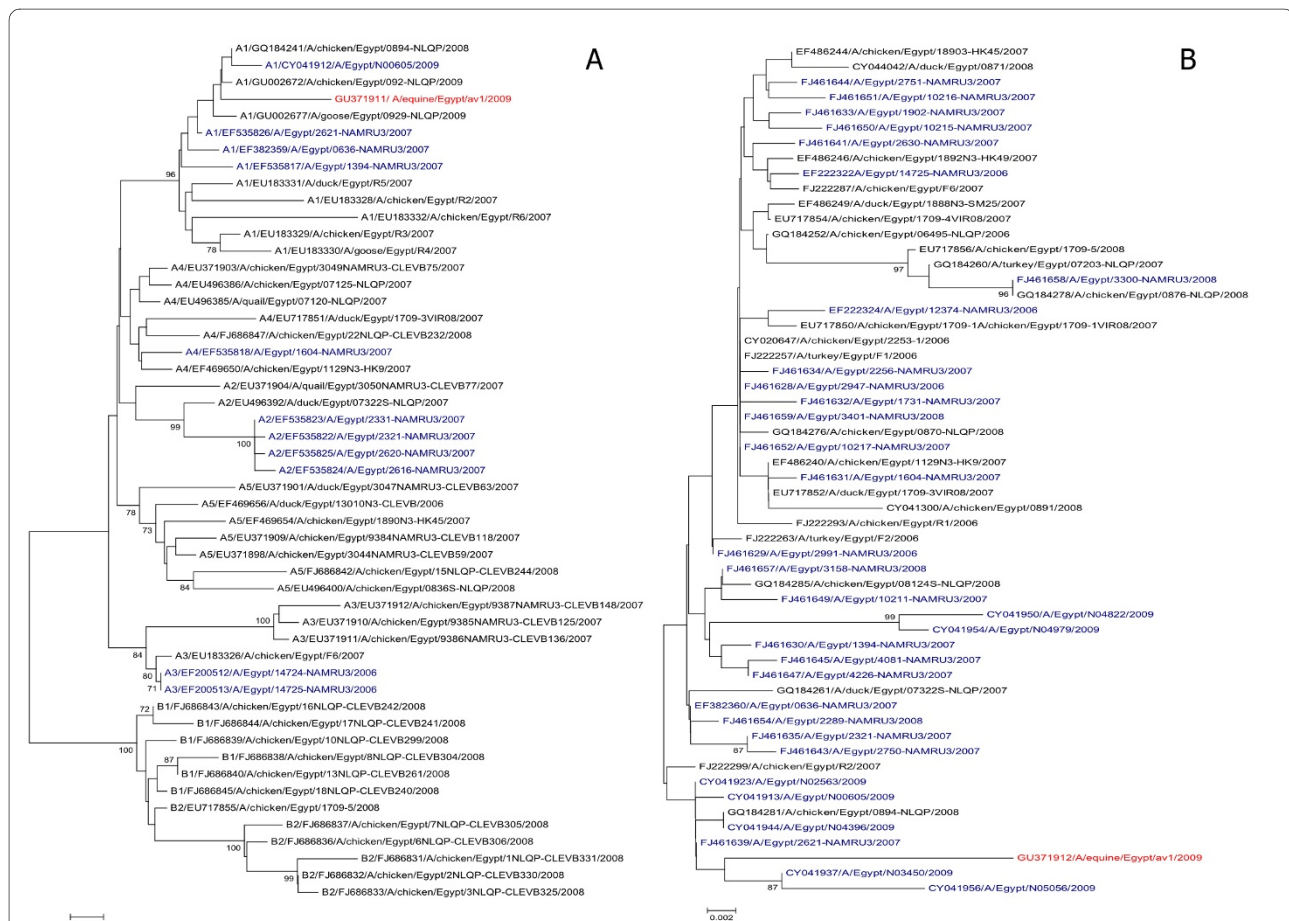 A
A1/GQ184241/A/chicken/Egypt/0894-NLQP/2008
A1/CY041912/A/Egypt/N00605/2009
A1/GU002672/A/chicken/Egypt/092-NLQP/2009
GU371911/ A/equine/Egypt/av1/2009
A1/GU002677/A/goose/Egypt/0929-NLQP/2009
A1/EF535826/A/Egypt/2621-NAMRU3/2007
A1/EF382359/A/Egypt/0636-NAMRU3/2007
A1/EF535817/A/Egypt/1394-NAMRU3/2007
96
A1/EU183331/A/duck/Egypt/R5/2007
A1/EU183328/A/chicken/Egypt/R2/2007
A1/EU183332/A/chicken/Egypt/R6/2007
A1/EU183329/A/chicken/Egypt/R3/2007
78
A1/EU183330/A/goose/Egypt/R4/2007
A4/EU371903/A/chicken/Egypt/3049NAMRU3-CLEVB75/2007
A4/EU496386/A/chicken/Egypt/07125-NLQP/2007
A4/EU496385/A/quail/Egypt/07120-NLQP/2007
A4/EU717851/A/duck/Egypt/1709-3VIR08/2007
A4/FJ686847/A/chicken/Egypt/22NLQP-CLEVB232/2008
A4/EF535818/A/Egypt/1604-NAMRU3/2007
A4/EF469650/A/chicken/Egypt/1129N3-HK9/2007
A2/EU371904/A/quail/Egypt/3050NAMRU3-CLEVB77/2007
A2/EU496392/A/duck/Egypt/07322S-NLQP/2007
99
A2/EF535823/A/Egypt/2331-NAMRU3/2007
A2/EF535822/A/Egypt/2321-NAMRU3/2007
100
A2/EF535825/A/Egypt/2620-NAMRU3/2007
A2/EF535824/A/Egypt/2616-NAMRU3/2007
A5/EU371901/A/duck/Egypt/3047NAMRU3-CLEVB63/2007
78
A5/EF469656/A/duck/Egypt/13010N3-CLEVB/2006
73
A5/EF469654/A/chicken/Egypt/1890N3-HK45/2007
A5/EU371909/A/chicken/Egypt/9384NAMRU3-CLEVB118/2007
A5/EU371898/A/chicken/Egypt/3044NAMRU3-CLEVB59/2007
A5/FJ686842/A/chicken/Egypt/15NLQP-CLEVB244/2008
84
A5/EU496400/A/chicken/Egypt/0836S-NLQP/2008
A3/EU371912/A/chicken/Egypt/9387NAMRU3-CLEVB148/2007
100
A3/EU371910/A/chicken/Egypt/9385NAMRU3-CLEVB125/2007
A3/EU371911/A/chicken/Egypt/9386NAMRU3-CLEVB136/2007
84
A3/EU183326/A/chicken/Egypt/F6/2007
80
A3/EF200512/A/Egypt/14724-NAMRU3/2006
71
A3/EF200513/A/Egypt/14725-NAMRU3/2006
72
B1/FJ686843/A/chicken/Egypt/16NLQP-CLEVB242/2008
B1/FJ686844/A/chicken/Egypt/17NLQP-CLEVB241/2008
100
B1/FJ686839/A/chicken/Egypt/10NLQP-CLEVB299/2008
B1/FJ686838/A/chicken/Egypt/8NLQP-CLEVB304/2008
87
B1/FJ686840/A/chicken/Egypt/13NLQP-CLEVB261/2008
B1/FJ686845/A/chicken/Egypt/18NLQP-CLEVB240/2008
B2/EU717855/A/chicken/Egypt/1709-5/2008
B2/FJ686837/A/chicken/Egypt/7NLQP-CLEVB305/2008
100
B2/FJ686836/A/chicken/Egypt/6NLQP-CLEVB306/2008
B2/FJ686831/A/chicken/Egypt/1NLQP-CLEVB331/2008
99
B2/FJ686832/A/chicken/Egypt/2NLQP-CLEVB330/2008
B2/FJ686833/A/chicken/Egypt/3NLQP-CLEVB325/2008
B
EF486244/A/chicken/Egypt/18903-HK45/2007
CY044042/A/duck/Egypt/0871/2008
FJ461644/A/Egypt/2751-NAMRU3/2007
FJ461651/A/Egypt/10216-NAMRU3/2007
FJ461633/A/Egypt/1902-NAMRU3/2007
FJ461650/A/Egypt/10215-NAMRU3/2007
FJ461641/A/Egypt/2630-NAMRU3/2007
EF486246/A/chicken/Egypt/1892N3-HK49/2007
EF222322A/Egypt/14725-NAMRU3/2006
FJ222287/A/chicken/Egypt/F6/2007
EF486249/A/duck/Egypt/1888N3-SM25/2007
EU717854/A/chicken/Egypt/1709-4VIR08/2007
GQ184252/A/chicken/Egypt/06495-NLQP/2006
EU717856/A/chicken/Egypt/1709-5/2008
97
GQ184260/A/turkey/Egypt/07203-NLQP/2007
FJ461658/A/Egypt/3300-NAMRU3/2008
96
GQ184278/A/chicken/Egypt/0876-NLQP/2008
EF222324/A/Egypt/12374-NAMRU3/2006
EU717850/A/chicken/Egypt/1709-1A/chicken/Egypt/1709-1VIR08/2007
CY020647/A/chicken/Egypt/2253-1/2006
FJ222257/A/turkey/Egypt/F1/2006
FJ461634/A/Egypt/2256-NAMRU3/2007
FJ461628/A/Egypt/2947-NAMRU3/2006
FJ461632/A/Egypt/1731-NAMRU3/2007
FJ461659/A/Egypt/3401-NAMRU3/2008
GQ184276/A/chicken/Egypt/0870-NLQP/2008
FJ461652/A/Egypt/10217-NAMRU3/2007
EF486240/A/chicken/Egypt/1129N3-HK9/2007
FJ461631/A/Egypt/1604-NAMRU3/2007
EU717852/A/duck/Egypt/1709-3VIR08/2007
CY041300/A/chicken/Egypt/0891/2008
FJ222293/A/chicken/Egypt/R1/2006
FJ222263/A/turkey/Egypt/F2/2006
FJ461629/A/Egypt/2991-NAMRU3/2006
FJ461657/A/Egypt/3158-NAMRU3/2008
GQ184285/A/chicken/Egypt/08124S-NLQP/2008
FJ461649/A/Egypt/10211-NAMRU3/2007
CY041950/A/Egypt/N04822/2009
99
CY041954/A/Egypt/N04979/2009
FJ461630/A/Egypt/1394-NAMRU3/2007
FJ461645/A/Egypt/4081-NAMRU3/2007
FJ461647/A/Egypt/4226-NAMRU3/2007
GQ184261/A/duck/Egypt/07322S-NLQP/2007
EF382360/A/Egypt/0636-NAMRU3/2007
FJ461654/A/Egypt/2289-NAMRU3/2008
FJ461635/A/Egypt/2321-NAMRU3/2007
87
FJ461643/A/Egypt/2750-NAMRU3/2007
FJ222299/A/chicken/Egypt/R2/2007
CY041923/A/Egypt/N02563/2009
CY041913/A/Egypt/N00605/2009
GQ184281/A/chicken/Egypt/0894-NLQP/2008
CY041944/A/Egypt/N04396/2009
FJ461639/A/Egypt/2621-NAMRU3/2007
GU371912/A/equine/Egypt/av1/2009
CY041937/A/Egypt/N03450/2009
87
CY041956/A/Egypt/N05056/2009
0.002